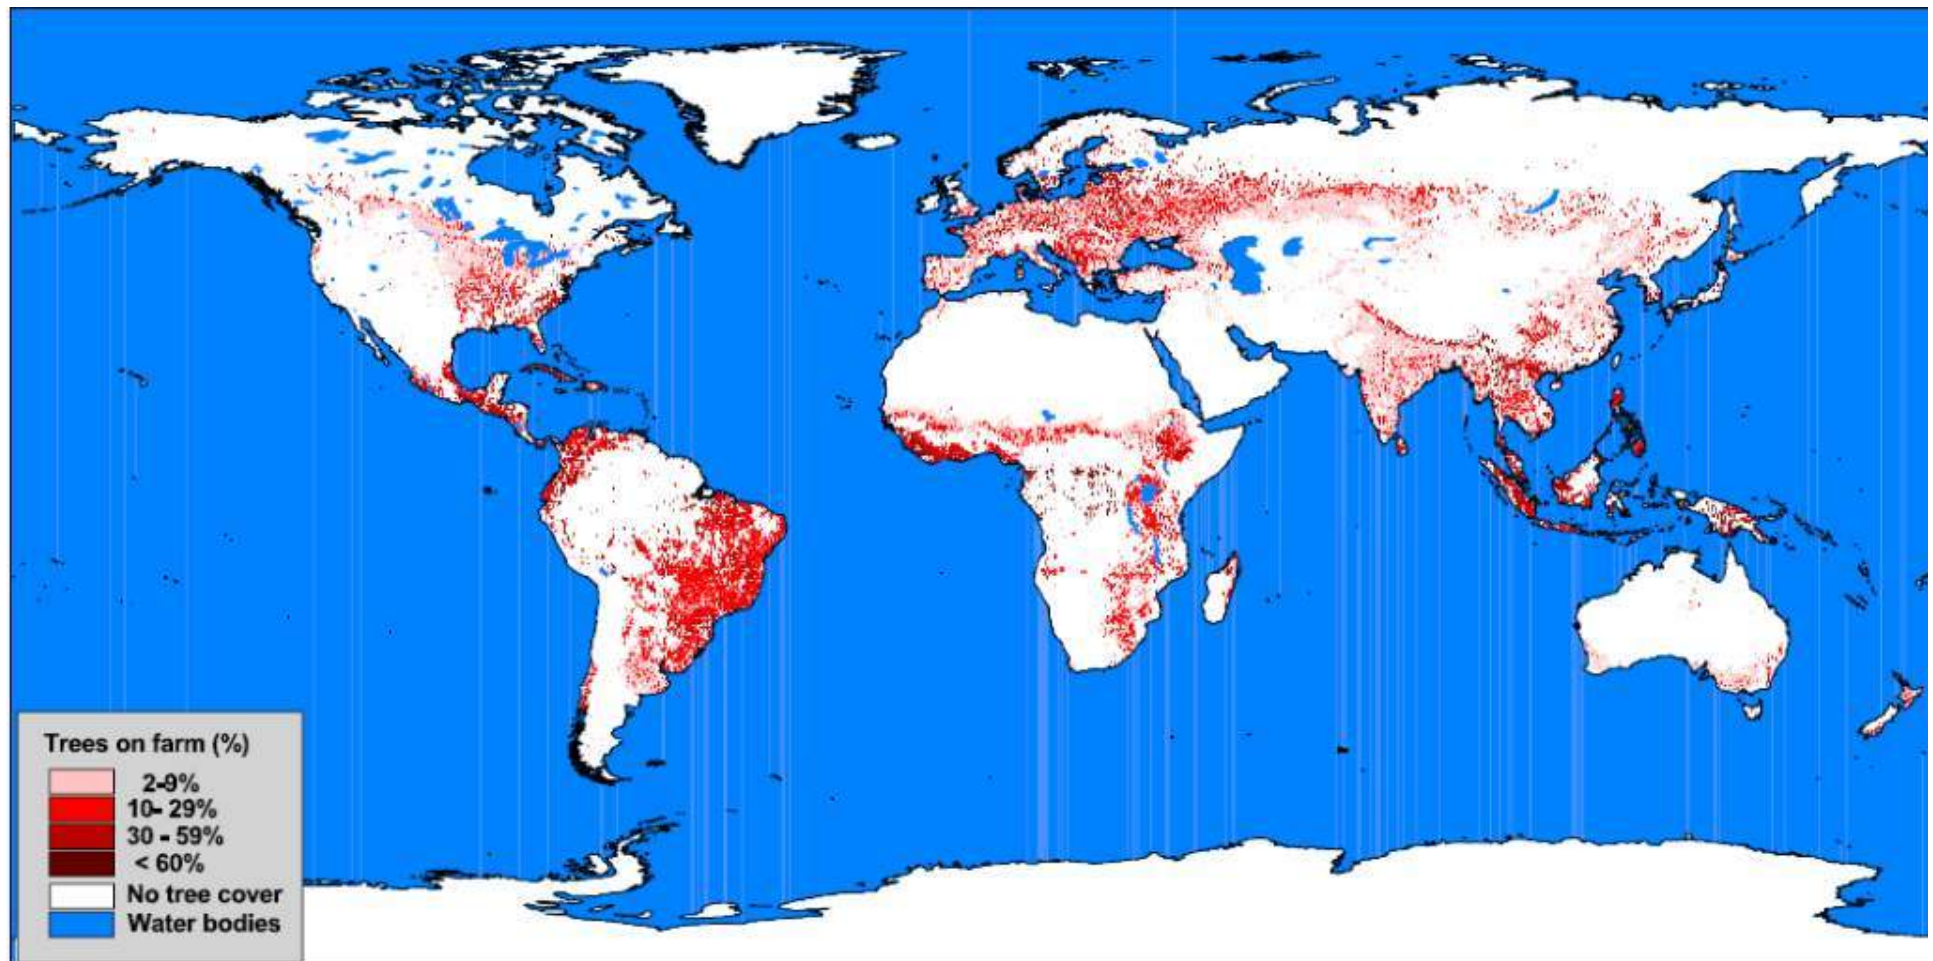 Trees on farm (%)
2-9%
10- 29%
30 - 59%
< 60%
No tree cover
Water bodies